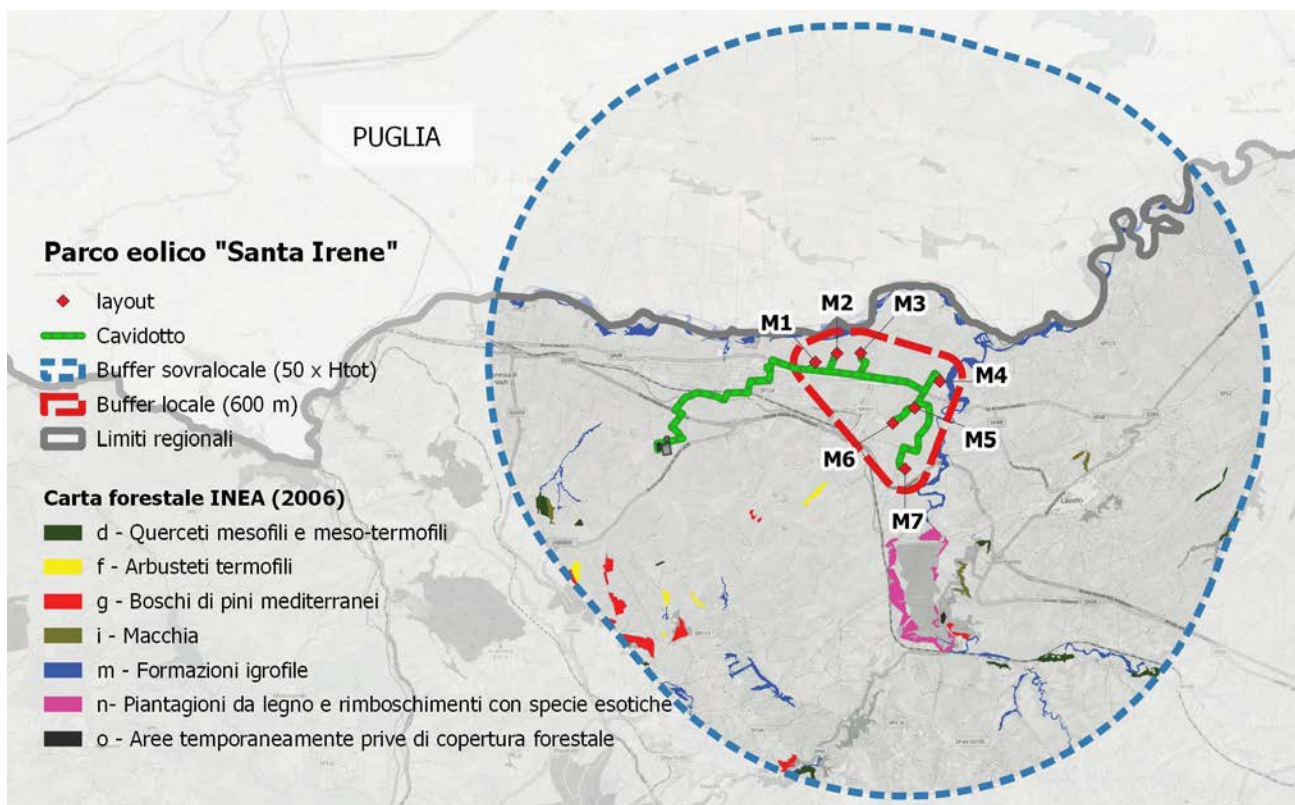 PUGLIA
Parco eolico "Santa Irene"
layout
Cavidotto
Buffer sovralocale (50 x Htot)
Buffer locale (600 m)
Limiti regionali
Carta forestale INEA (2006)
d - Querceti mesofili e meso-termofili
f - Arbusteti termofili
g - Boschi di pini mediterranei
i - Macchia
m - Formazioni igrofile
n- Piantagioni da legno e rimboschimenti con specie esotiche
o - Aree temporaneamente prive di copertura forestale
M1
M2
M3
M4
M5
M6
M7
Lavello